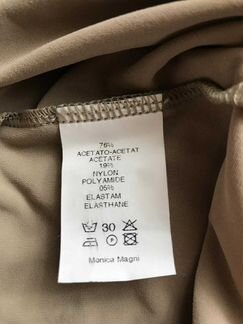 76%
ACETATO-ACETAT
ACETATE
19%
NYLON
POLYAMIDE
05%
ELASTAM
ELASTHANE
30
Monica Magni